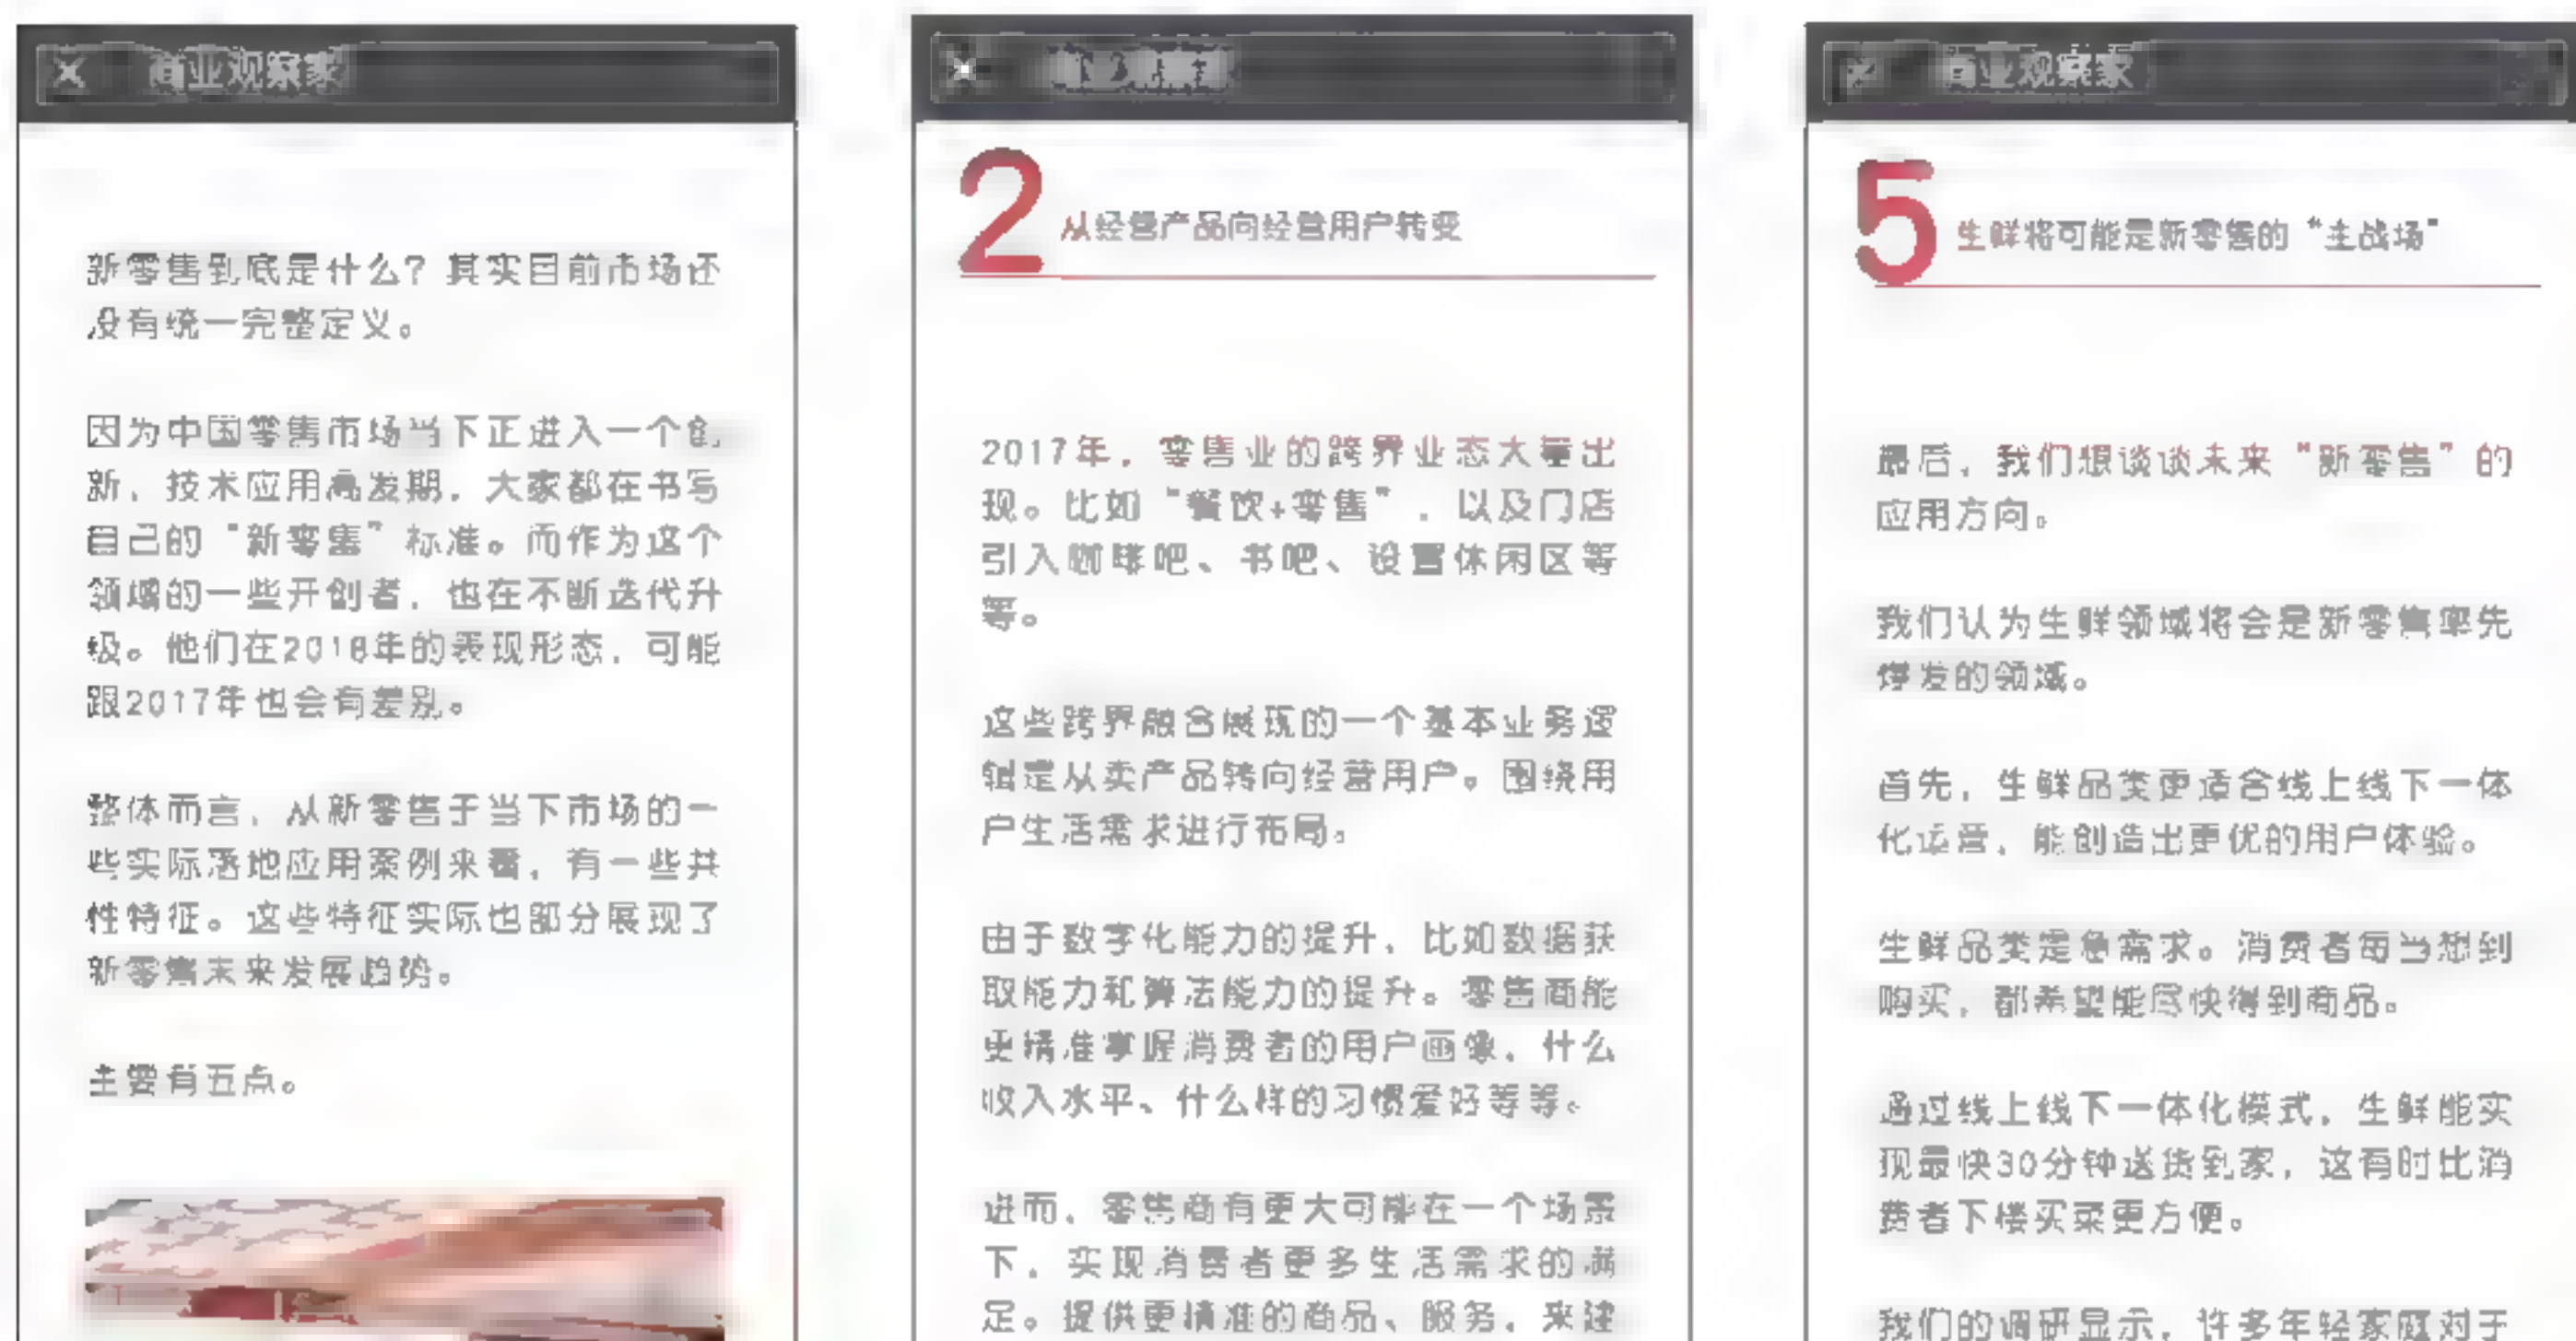 商业观察家
新零售到底是什么？其实目前市场还
没有统一完整定义。
因为中国零售市场当下正进入一个创
新、技术应用高发期，大家都在书写
自己的“新零售”标准。而作为这个
领域的一些开创者，也在不断迭代升
级。他们在2018年的表现形态，可能
跟2017年也会有差别。
整体而言，从新零售于当下市场的一
些实际落地应用案例来看，有一些共
性特征。这些特征实际也部分展现了
新零售未来发展趋势。
主要有五点。
商业观察家
2
从经营产品向经营用户转变
2017年，零售业的跨界业态大量出
现。比如“餐饮+零售”，以及门店
引入咖啡吧、书吧、设置休闲区等
等。
这些跨界融合展现的一个基本业务逻
辑是从卖产品转向经营用户。围绕用
户生活需求进行布局。
由于数字化能力的提升，比如数据获
取能力和算法能力的提升。零售商能
更精准掌握消费者的用户画像，什么
收入水平、什么样的习惯爱好等等。
进而，零售商有更大可能在一个场景
下，实现消费者更多生活需求的满
足。提供更精准的商品、服务，来建
商业观察家
5
生鲜将可能是新零售的“主战场”
最后，我们想谈谈未来“新零售”的
应用方向。
我们认为生鲜领域将会是新零售率先
爆发的领域。
首先，生鲜品类更适合线上线下一体
化运营，能创造出更优的用户体验。
生鲜品类是急需求。消费者每当想到
购买，都希望能尽快得到商品。
通过线上线下一体化模式，生鲜能实
现最快30分钟送货到家，这有时比消
费者下楼买菜更方便。
我们的调研显示，许多年轻家庭对于